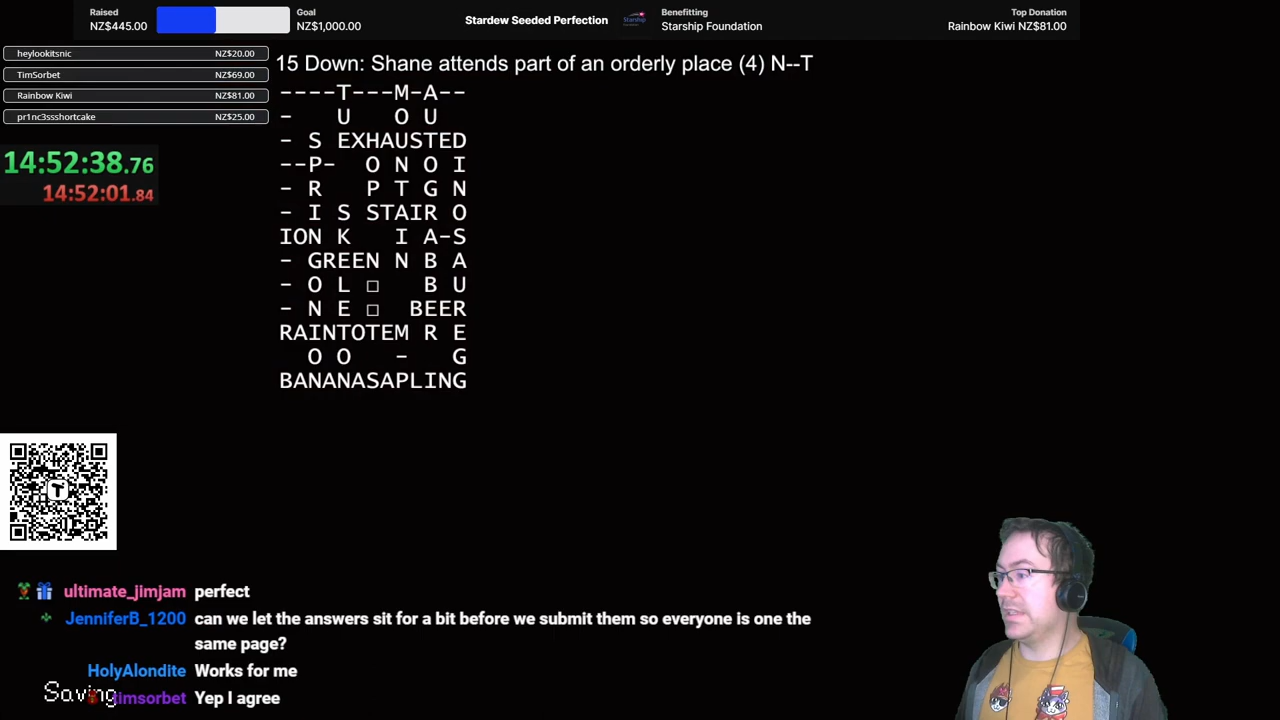 Raised
NZ$445.00
Goal
NZ$1,000.00
Stardew Seeded Perfection
Starship
Benefitting
Starship Foundation
Top Donation
Rainbow Kiwi NZ$81.00
heylookitsnic NZ$20.00
TimSorbet NZ$69.00
Rainbow Kiwi NZ$81.00
pr1nc3ssshortcake NZ$25.00
14:52:38.76
14:52:01.84
15 Down: Shane attends part of an orderly place (4) N--T
----T---M-A--
-   U   O U
- S EXHAUSTED
--P-  O N O I
- R   P T G N
- I S STAIR O
ION K   I A-S
- GREEN N B A
- O L □   B U
- N E □  BEER
RAINTOTEM R E
  O O   -   G
BANANASAPLING
T
ultimate_jimjam perfect
JenniferB_1200 can we let the answers sit for a bit before we submit them so everyone is one the
same page?
HolyAlondite Works for me
Saving
timsorbet Yep I agree